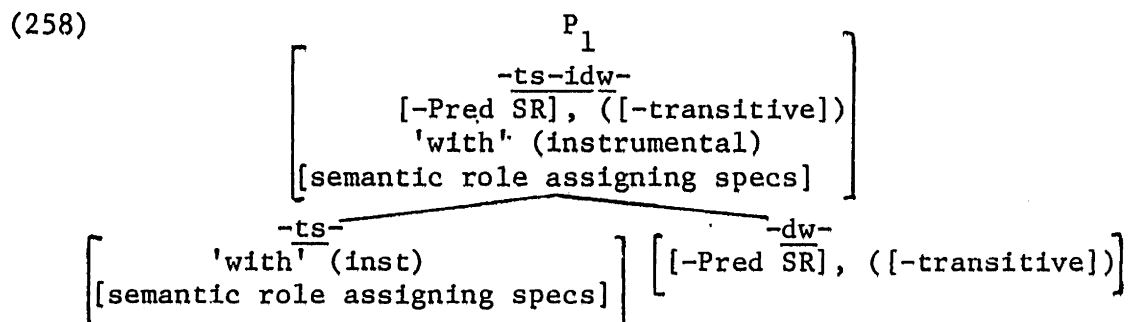 (258) P1
-ts-idw-
[-Pred SR], ([-transitive])
'with' (instrumental)
[semantic role assigning specs]
-ts- -dw-
'with' (inst) [-Pred SR], ([-transitive])
[semantic role assigning specs]